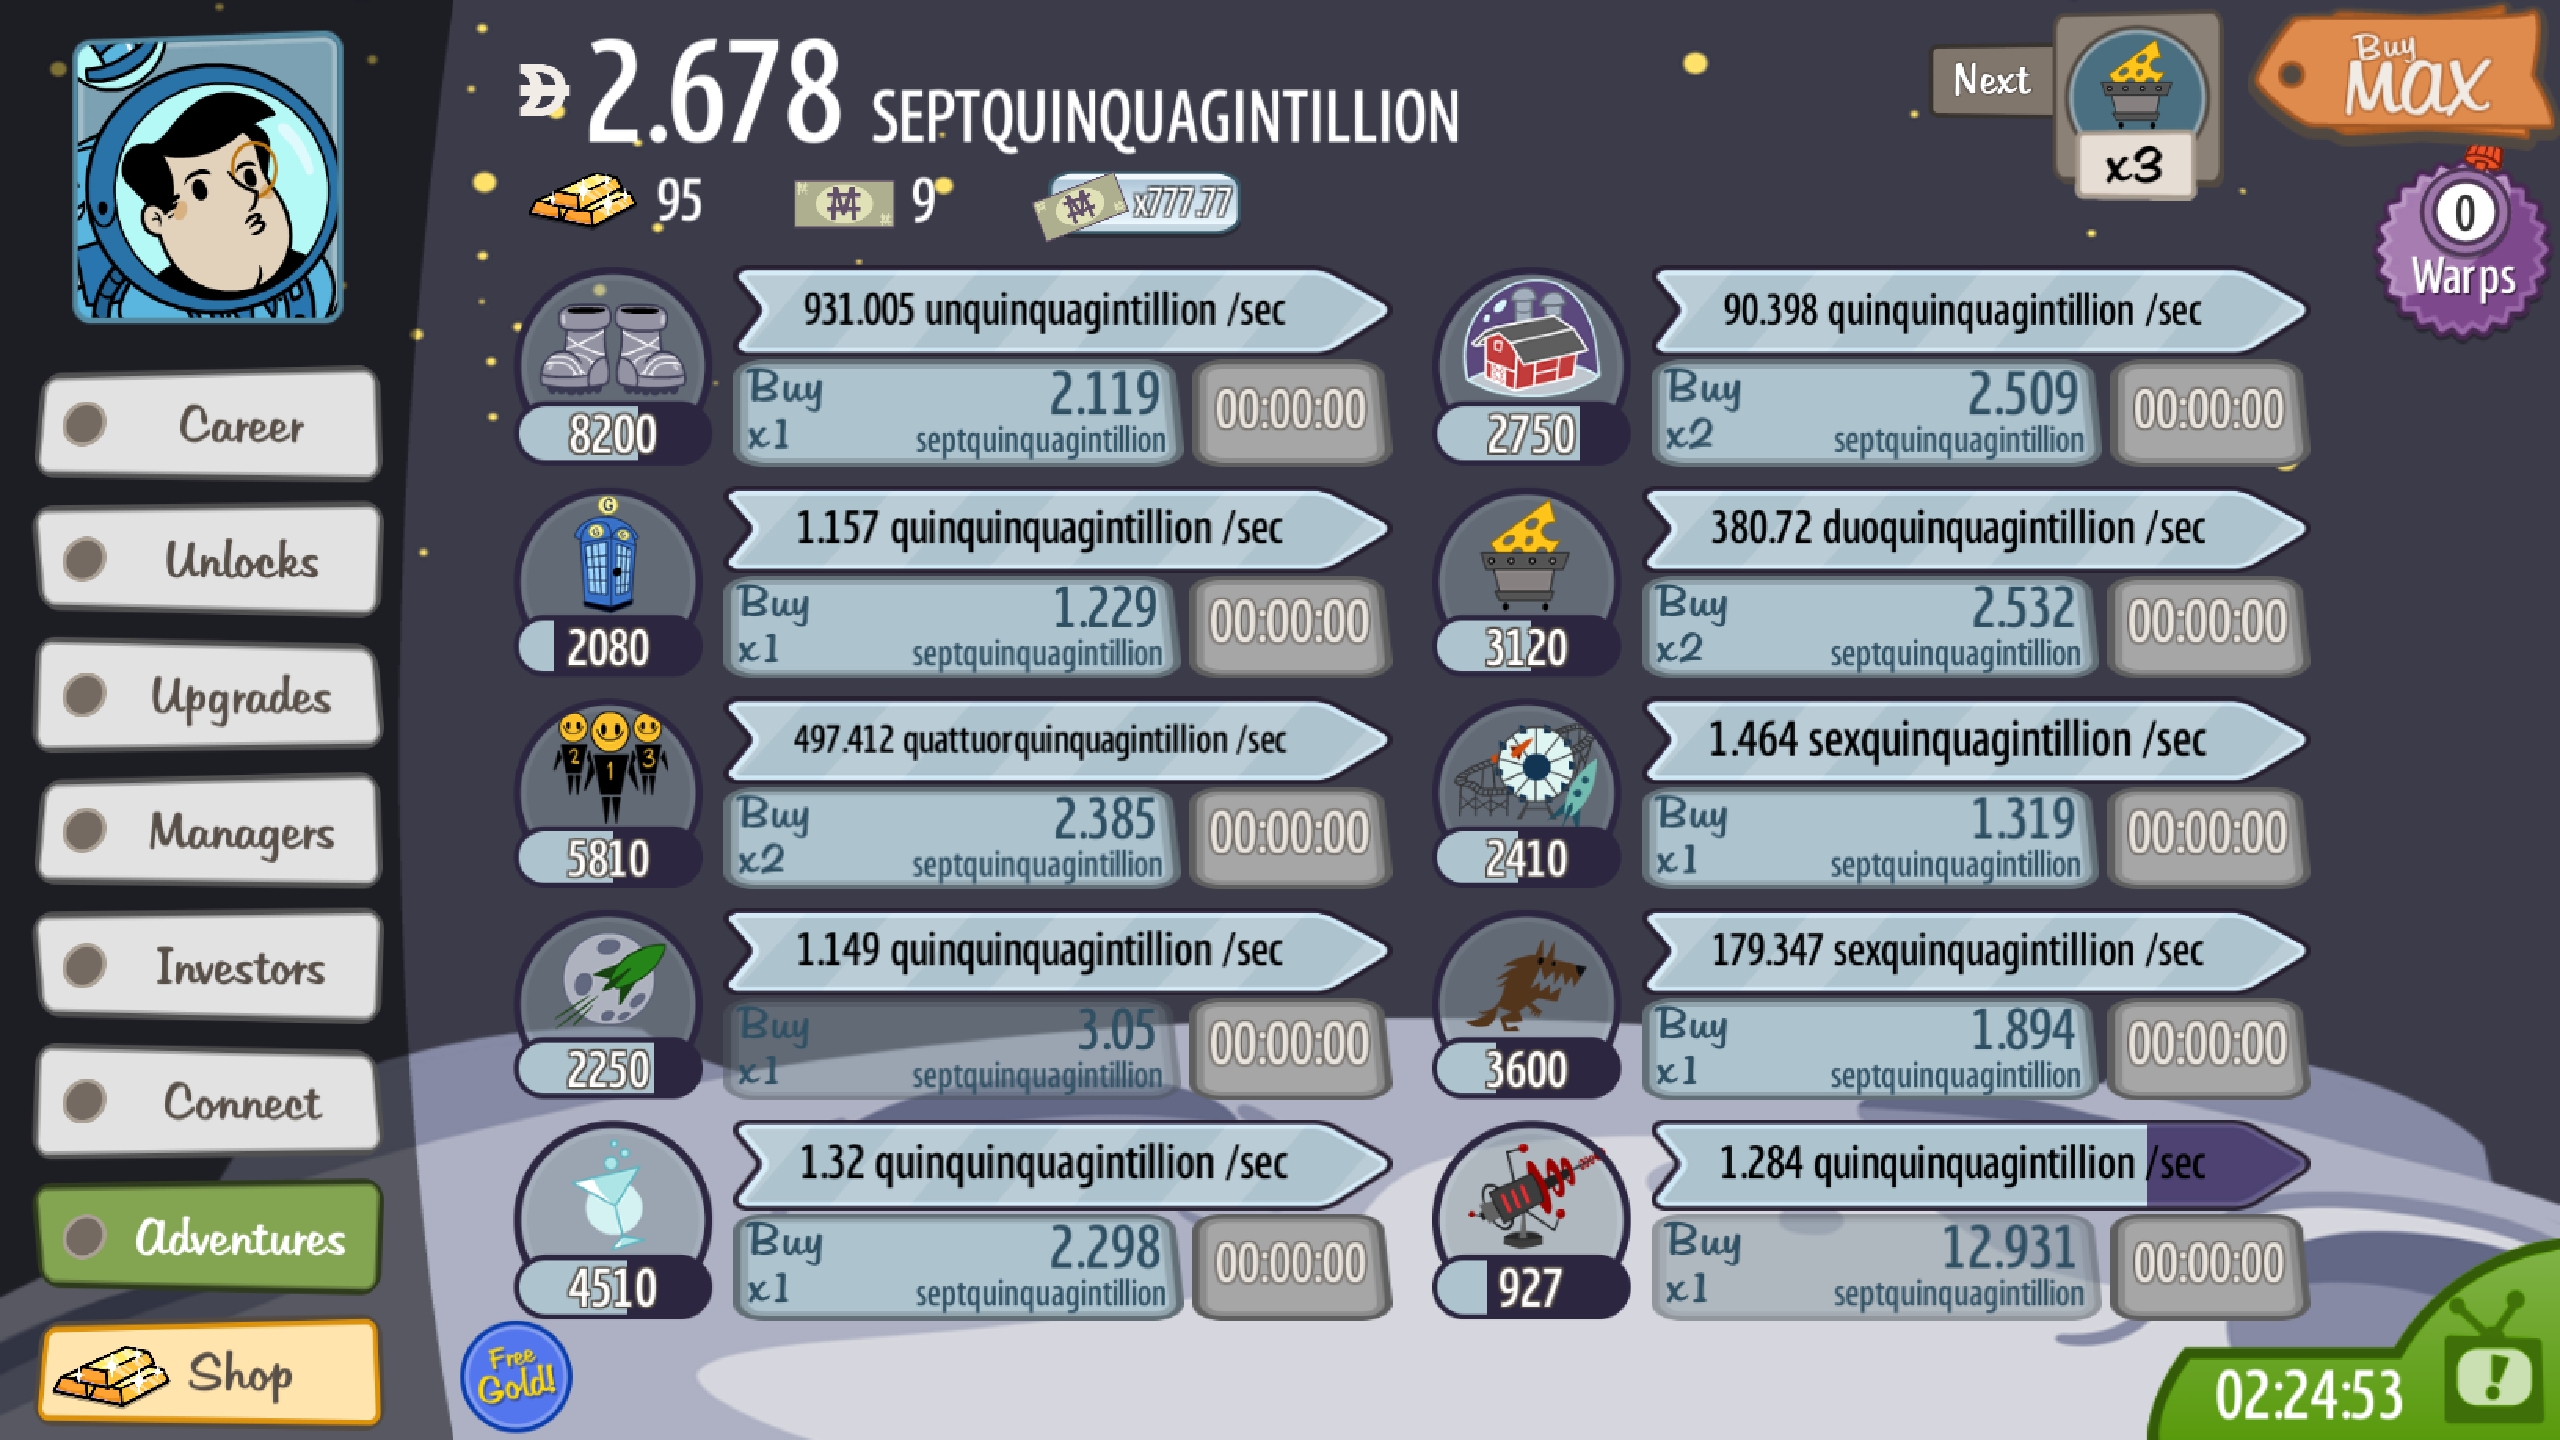 2.678 SEPTQUINQUAGINTILLION
Next
x3
Buy
MAX
95
9
x777.77
0
Warps
Career
Unlocks
Upgrades
Managers
Investors
Connect
Adventures
Shop
931.005 unquinquagintillion /sec
8200
Buy
x1
2.119
septquinquagintillion
00:00:00
90.398 quinquinquagintillion /sec
2750
Buy
x2
2.509
septquinquagintillion
00:00:00
G
G G
1.157 quinquinquagintillion /sec
2080
Buy
x1
1.229
septquinquagintillion
00:00:00
380.72 duoquinquagintillion /sec
3120
Buy
x2
2.532
septquinquagintillion
00:00:00
2 1 3
497.412 quattuorquinquagintillion /sec
5810
Buy
x2
2.385
septquinquagintillion
00:00:00
1.464 sexquinquagintillion /sec
2410
Buy
x1
1.319
septquinquagintillion
00:00:00
1.149 quinquinquagintillion /sec
2250
Buy
x1
3.05
septquinquagintillion
00:00:00
179.347 sexquinquagintillion /sec
3600
Buy
x1
1.894
septquinquagintillion
00:00:00
1.32 quinquinquagintillion /sec
4510
Buy
x1
2.298
septquinquagintillion
00:00:00
1.284 quinquinquagintillion /sec
927
Buy
x1
12.931
septquinquagintillion
00:00:00
Free
Gold!
02:24:53
!